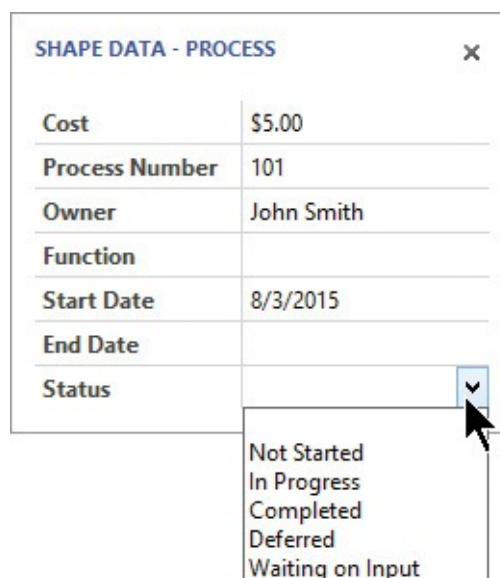 SHAPE DATA - PROCESS
Cost $5.00
Process Number 101
Owner John Smith
Function
Start Date 8/3/2015
End Date
Status
Not Started
In Progress
Completed
Deferred
Waiting on Input